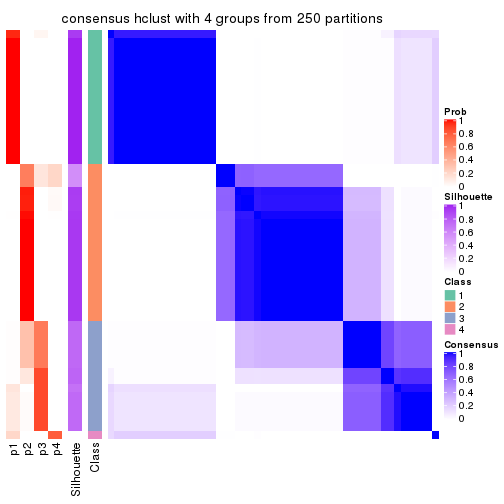 consensus hclust with 4 groups from 250 partitions
Prob
1
0.8
0.6
0.4
0.2
0
Silhouette
1
0.8
0.6
0.4
0.2
0
Class
1
2
3
4
Consensus
1
0.8
0.6
0.4
0.2
0
p1
p2
p3
p4
Silhouette
Class